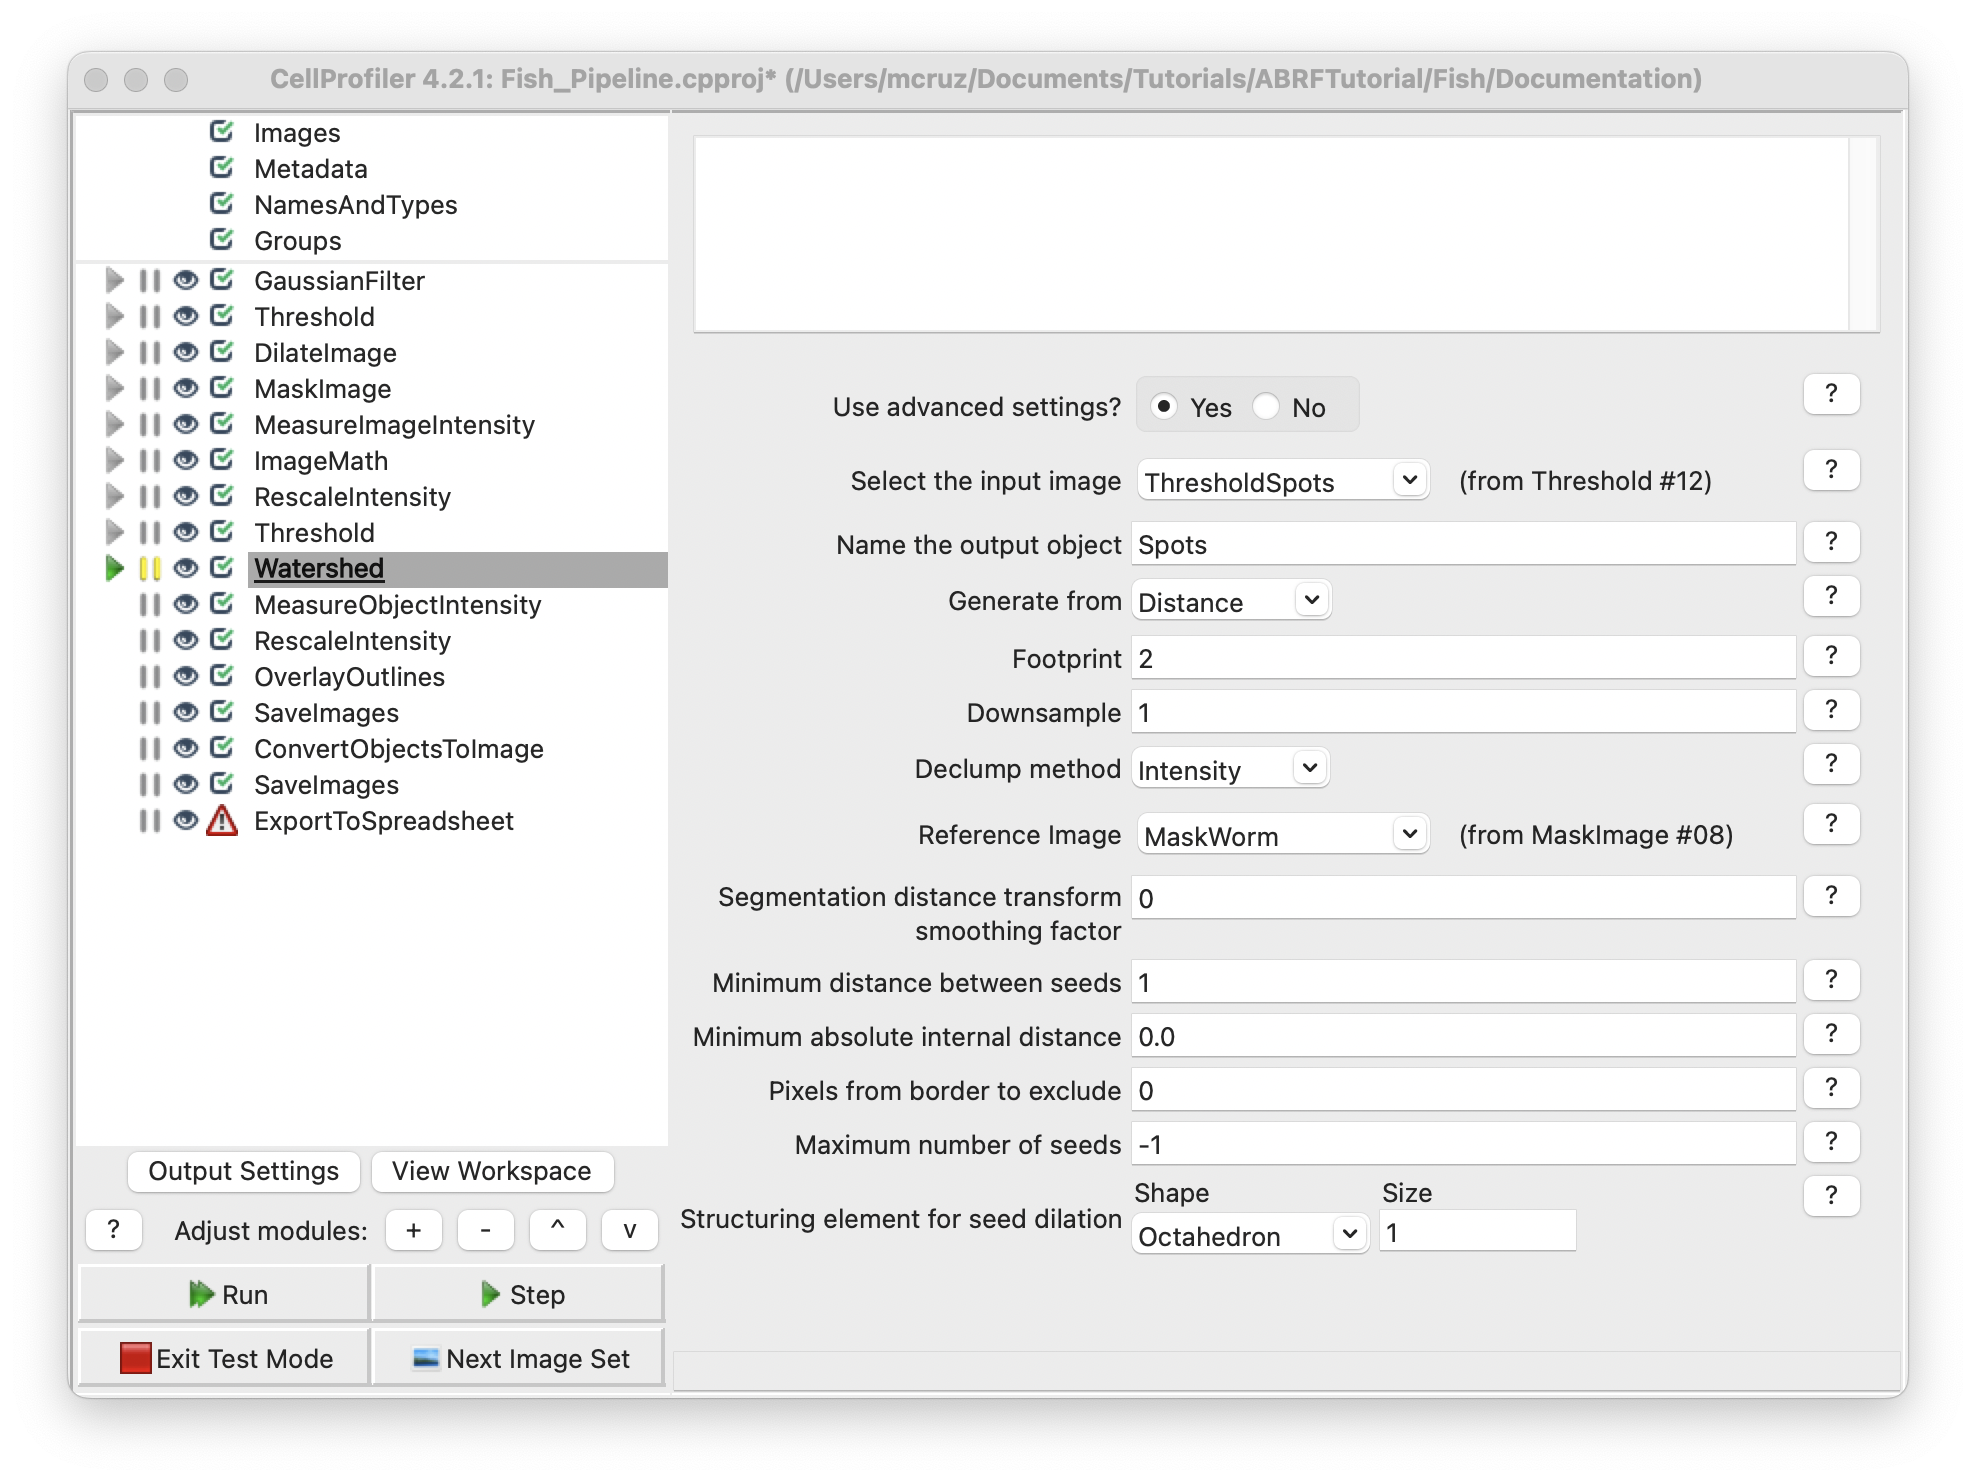 CellProfiler 4.2.1: Fish_Pipeline.cpproj* (/Users/mcruz/Documents/Tutorials/ABRFTutorial/Fish/Documentation)
Images
Metadata
NamesAndTypes
Groups
GaussianFilter
Threshold
DilateImage
MaskImage
MeasureImageIntensity
ImageMath
RescaleIntensity
Threshold
Watershed
MeasureObjectIntensity
RescaleIntensity
OverlayOutlines
SaveImages
ConvertObjectsToImage
SaveImages
ExportToSpreadsheet
Output Settings View Workspace
? Adjust modules: + - ^ v
Run Step
Exit Test Mode Next Image Set
Use advanced settings? Yes No ?
Select the input image ThresholdSpots (from Threshold #12) ?
Name the output object Spots ?
Generate from Distance ?
Footprint 2 ?
Downsample 1 ?
Declump method Intensity ?
Reference Image MaskWorm (from MaskImage #08) ?
Segmentation distance transform 0 ?
smoothing factor
Minimum distance between seeds 1 ?
Minimum absolute internal distance 0.0 ?
Pixels from border to exclude 0 ?
Maximum number of seeds -1 ?
Shape Size ?
Structuring element for seed dilation Octahedron 1